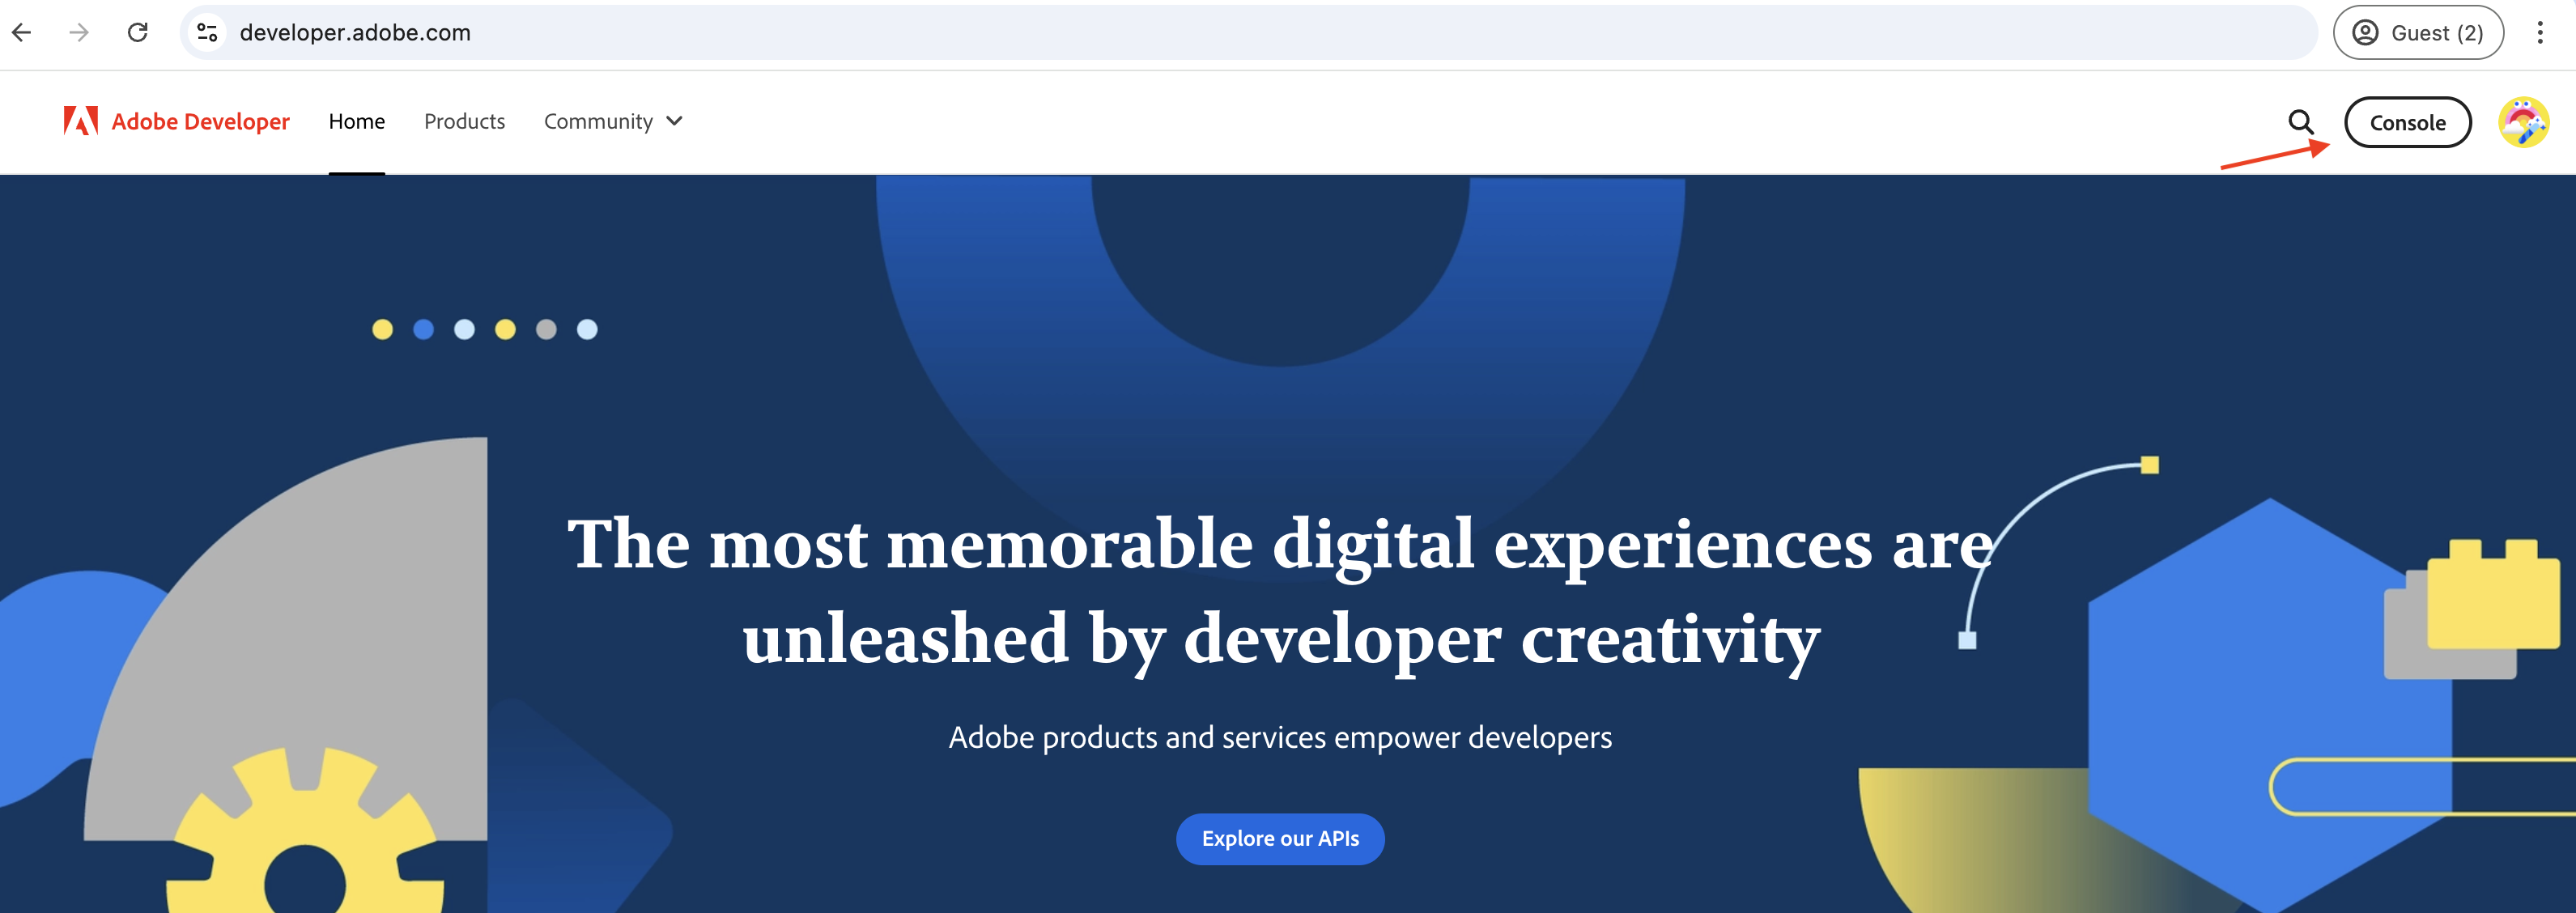 developer.adobe.com
Guest (2)
Adobe Developer
Home
Products
Community
Console
The most memorable digital experiences are
unleashed by developer creativity
Adobe products and services empower developers
Explore our APIs